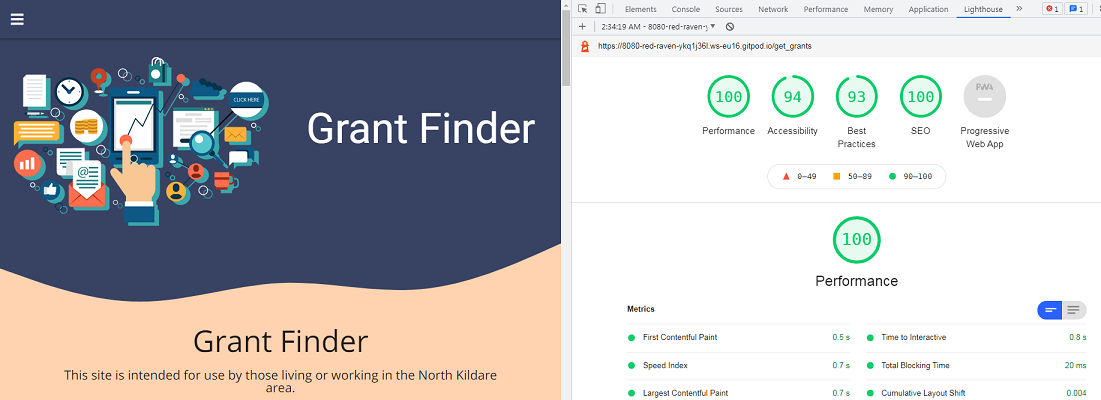 CLICK HERE
@
Grant Finder
Grant Finder
This site is intended for use by those living or working in the North Kildare
area.
Elements Console Sources Network Performance Memory Application Lighthouse » 1 1
+ 2:34:19 AM - 8080-red-raven-y
https://8080-red-raven-ykq1j36l.ws-eu16.gitpod.io/get_grants
100 94 93 100 PWA
Performance Accessibility Best Practices SEO Progressive Web App
0–49 50–89 90–100
100
Performance
Metrics
First Contentful Paint 0.5 s Time to Interactive 0.8 s
Speed Index 0.7 s Total Blocking Time 20 ms
Largest Contentful Paint 0.7 s Cumulative Layout Shift 0.004